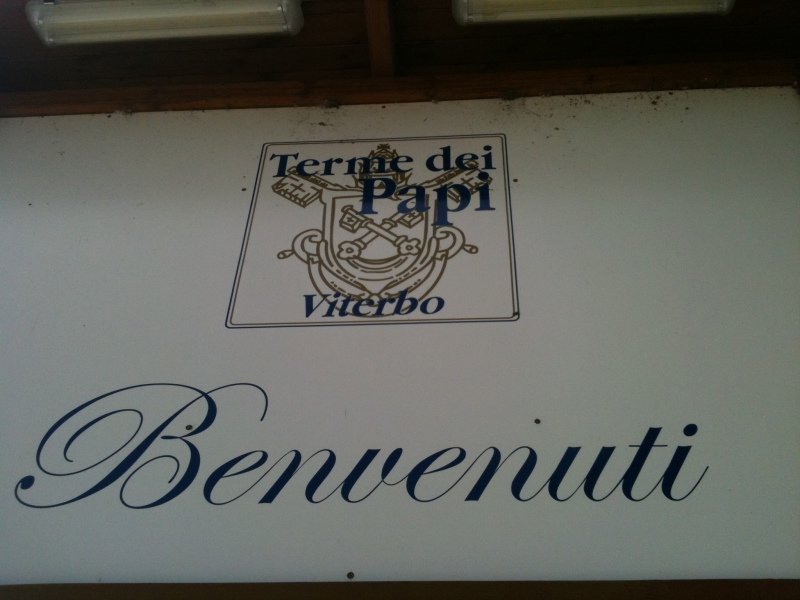 Terme dei
Papi
Viterbo
Benvenuti